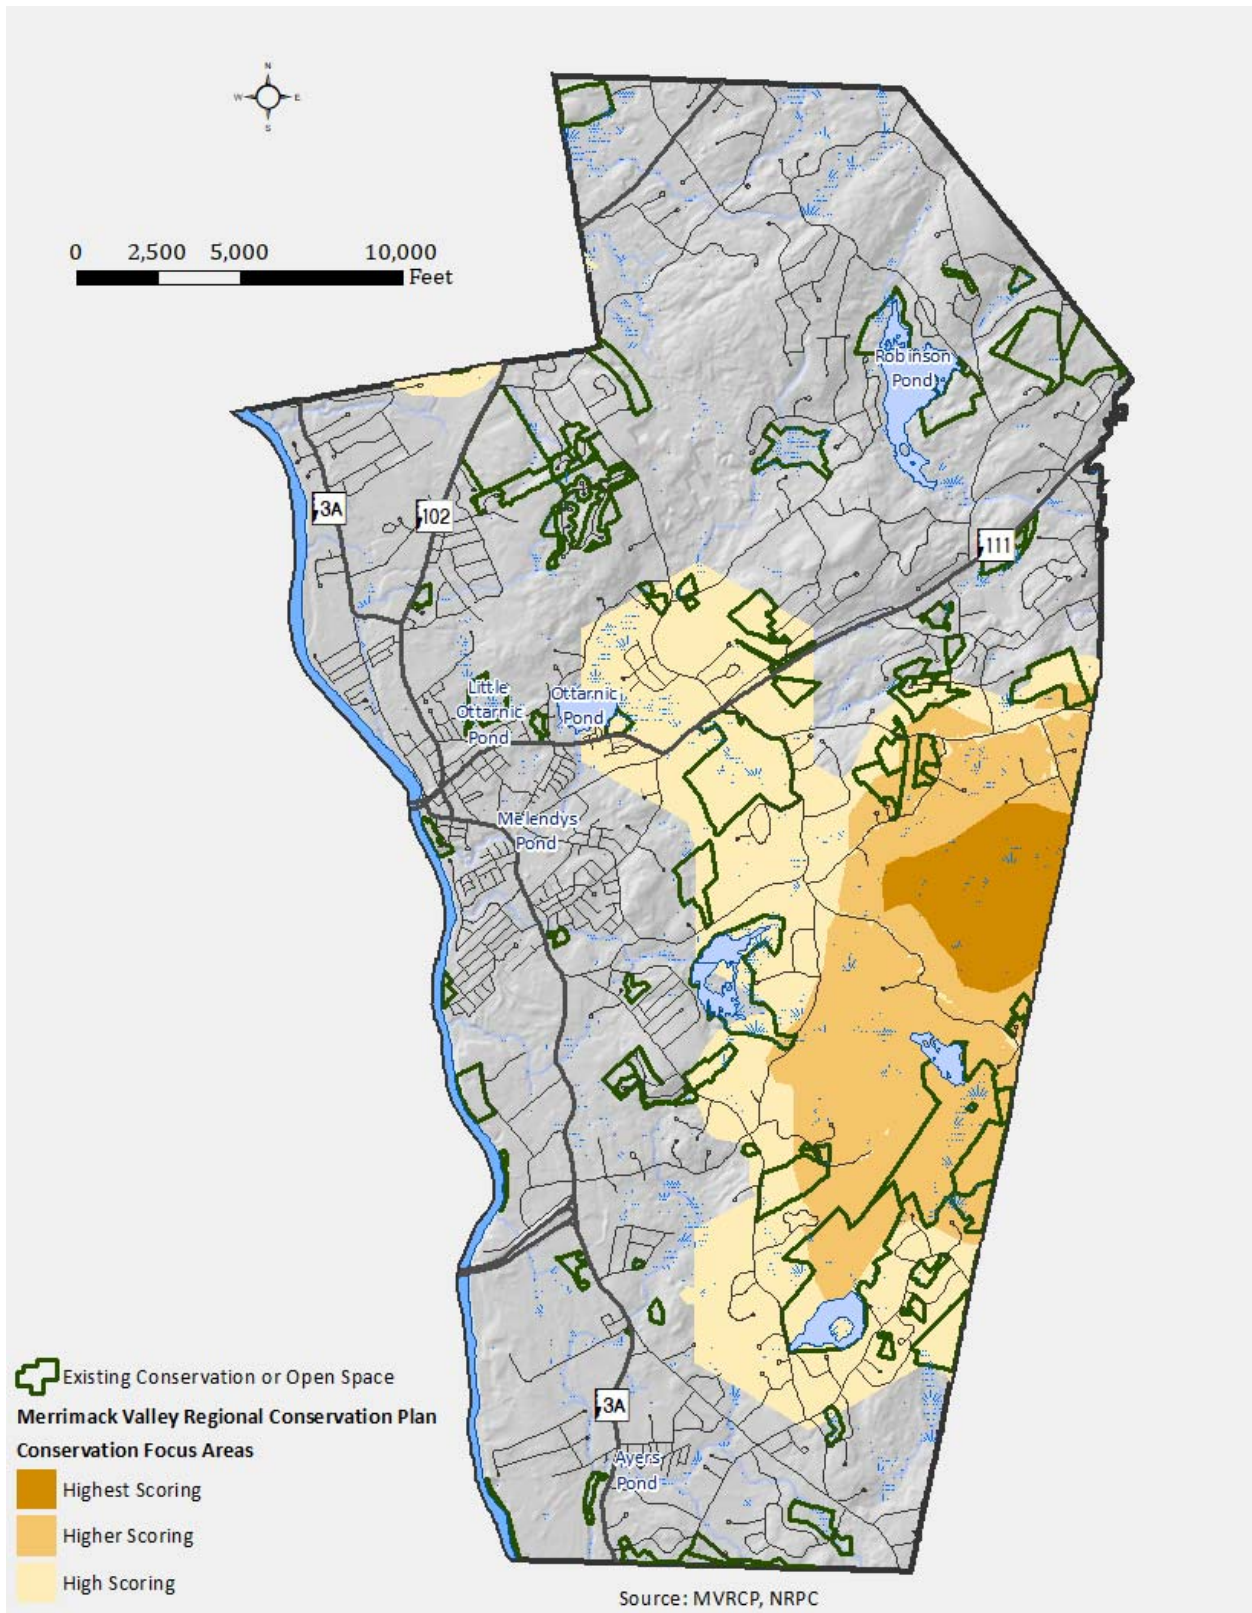 N
W E
S
0 2,500 5,000 10,000
Feet
Robinson
Pond
3A
102
111
Little
Ottarnic
Pond
Ottarnic
Pond
Melendys
Pond
3A
Ayers
Pond
Existing Conservation or Open Space
Merrimack Valley Regional Conservation Plan
Conservation Focus Areas
Highest Scoring
Higher Scoring
High Scoring
Source: MVRCP, NRPC